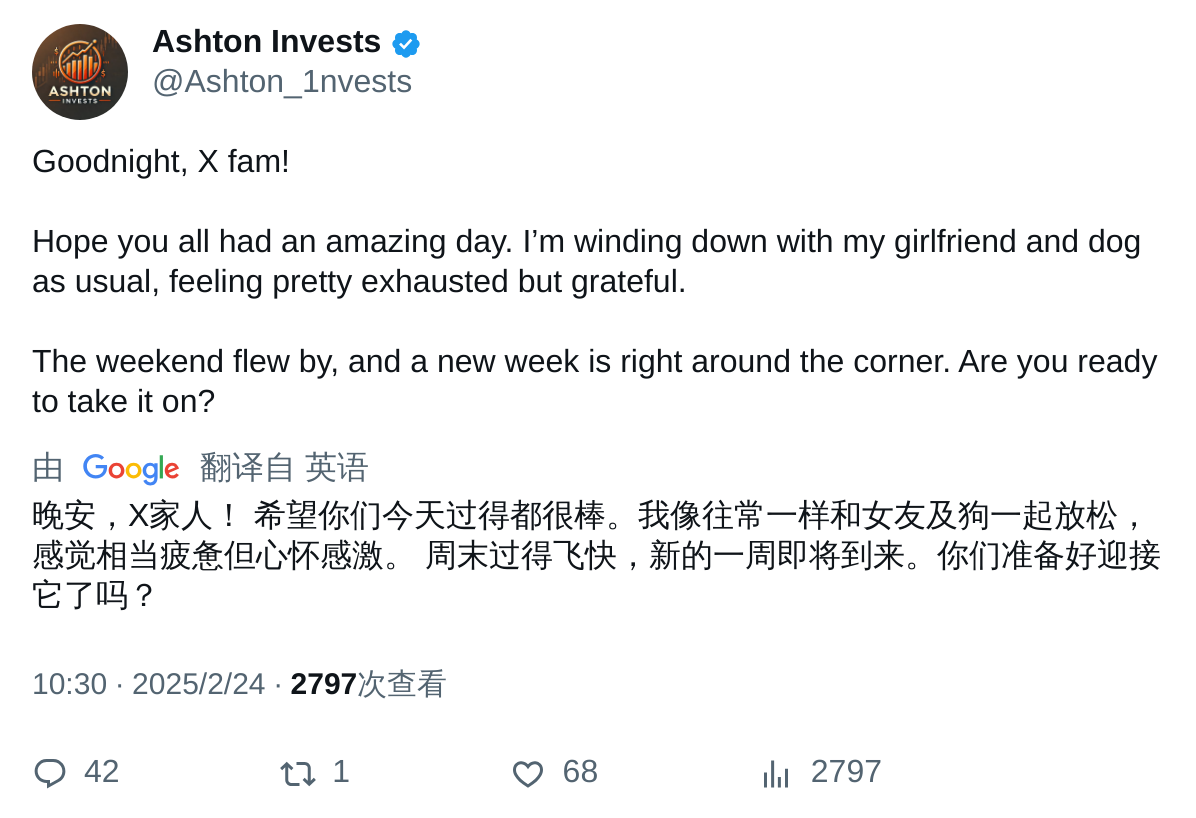 ASHTON
INVESTS
Ashton Invests
@Ashton_1nvests
Goodnight, X fam!
Hope you all had an amazing day. I’m winding down with my girlfriend and dog
as usual, feeling pretty exhausted but grateful.
The weekend flew by, and a new week is right around the corner. Are you ready
to take it on?
由 Google 翻译自 英语
晚安，X家人！ 希望你们今天过得都很棒。我像往常一样和女友及狗一起放松，
感觉相当疲惫但心怀感激。 周末过得飞快，新的一周即将到来。你们准备好迎接
它了吗？
10:30 · 2025/2/24 · 2797次查看
42 1 68 2797